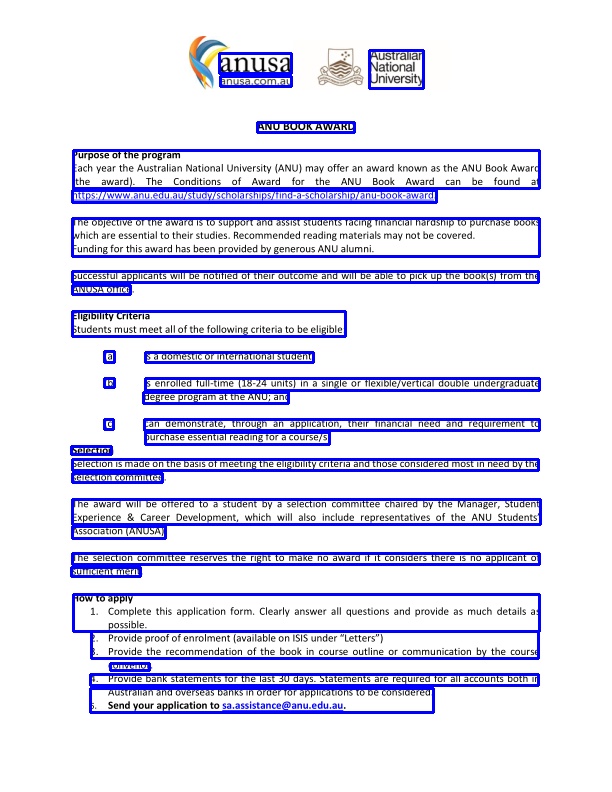 anusa
anusa.com.au
Australian
National
University
ANU BOOK AWARD
Purpose of the program
Each year the Australian National University (ANU) may offer an award known as the ANU Book Award
(the award). The Conditions of Award for the ANU Book Award can be found at
https://www.anu.edu.au/study/scholarships/find-a-scholarship/anu-book-award.
The objective of the award is to support and assist students facing financial hardship to purchase books
which are essential to their studies. Recommended reading materials may not be covered.
Funding for this award has been provided by generous ANU alumni.
Successful applicants will be notified of their outcome and will be able to pick up the book(s) from the
ANUSA office.
Eligibility Criteria
Students must meet all of the following criteria to be eligible
a
is a domestic or international student
b
is enrolled full-time (18-24 units) in a single or flexible/vertical double undergraduate
degree program at the ANU; and
c
can demonstrate, through an application, their financial need and requirement to
purchase essential reading for a course/s
Selection
Selection is made on the basis of meeting the eligibility criteria and those considered most in need by the
selection committee.
The award will be offered to a student by a selection committee chaired by the Manager, Student
Experience & Career Development, which will also include representatives of the ANU Students'
Association (ANUSA)
The selection committee reserves the right to make no award if it considers there is no applicant of
sufficient merit
How to apply
1. Complete this application form. Clearly answer all questions and provide as much details as
possible.
2. Provide proof of enrolment (available on ISIS under “Letters”)
3. Provide the recommendation of the book in course outline or communication by the course
convenor
4. Provide bank statements for the last 30 days. Statements are required for all accounts both in
Australian and overseas banks in order for applications to be considered.
5. Send your application to sa.assistance@anu.edu.au.